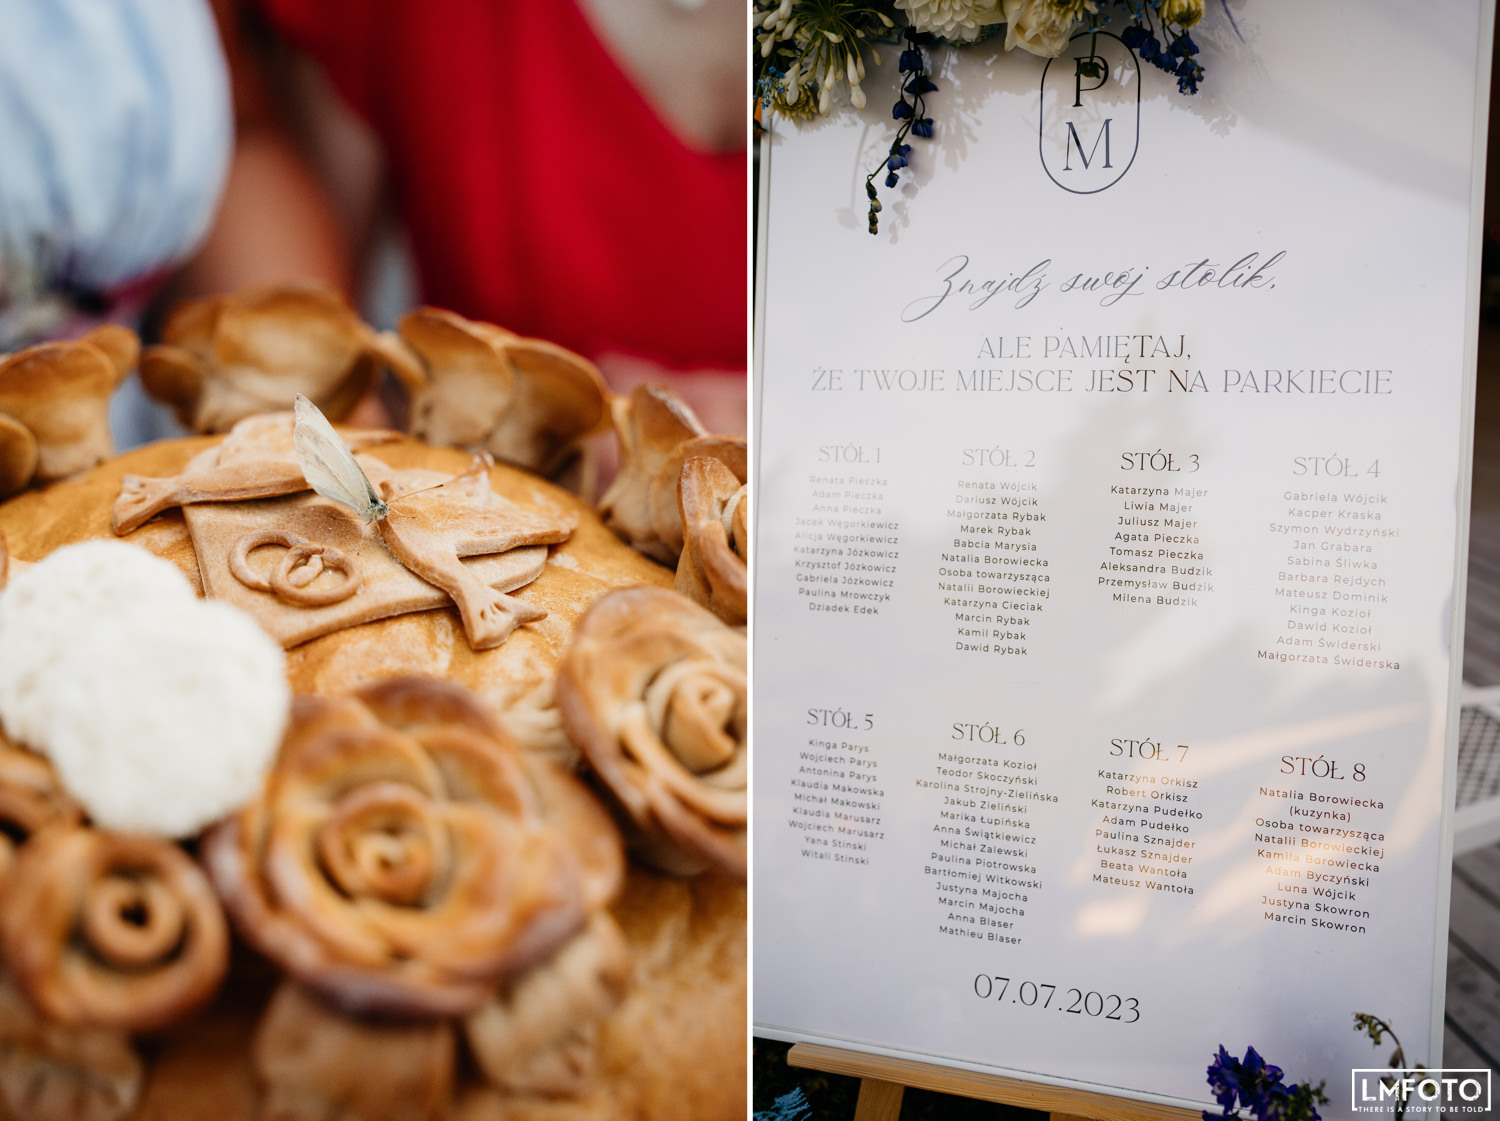 P
M
Znajdź swój stolik,
ALE PAMIĘTAJ,
ŻE TWOJE MIEJSCE JEST NA PARKIECIE
STÓŁ 1
Renata Pieczka
Adam Pieczka
Anna Pieczka
Jacek Węgorkiewicz
Alicja Węgorkiewicz
Katarzyna Józkowicz
Krzysztof Józkowicz
Gabriela Józkowicz
Paulina Mrowczyk
Dziadek Edek
STÓŁ 2
Renata Wójcik
Dariusz Wójcik
Małgorzata Rybak
Marek Rybak
Babcia Marysia
Natalia Borowiecka
Osoba towarzysząca
Natalii Borowieckiej
Katarzyna Cieciak
Marcin Rybak
Kamil Rybak
Dawid Rybak
STÓŁ 3
Katarzyna Majer
Liwia Majer
Juliusz Majer
Agata Pieczka
Tomasz Pieczka
Aleksandra Budzik
Przemysław Budzik
Milena Budzik
STÓŁ 4
Gabriela Wójcik
Kacper Kraska
Szymon Wydrzyński
Jan Grabara
Sabina Śliwka
Barbara Rejdych
Mateusz Dominik
Kinga Kozioł
Dawid Kozioł
Adam Świderski
Małgorzata Świderska
STÓŁ 5
Kinga Parys
Wojciech Parys
Antonina Parys
Klaudia Makowska
Michał Makowski
Klaudia Marusarz
Wojciech Marusarz
Yana Stinski
Witali Stinski
STÓŁ 6
Małgorzata Kozioł
Teodor Skoczyński
Karolina Strojny-Zielińska
Jakub Zieliński
Marika Łupińska
Anna Świątkiewicz
Michał Zalewski
Paulina Piotrowska
Bartłomiej Witkowski
Justyna Majocha
Marcin Majocha
Anna Blaser
Mathieu Blaser
STÓŁ 7
Katarzyna Orkisz
Robert Orkisz
Katarzyna Pudełko
Adam Pudełko
Paulina Sznajder
Łukasz Sznajder
Beata Wantoła
Mateusz Wantoła
STÓŁ 8
Natalia Borowiecka
(kuzynka)
Osoba towarzysząca
Natalii Borowieckiej
Kamila Borowiecka
Adam Byczyński
Luna Wójcik
Justyna Skowron
Marcin Skowron
07.07.2023
LMFOTO
THERE IS A STORY TO BE TOLD